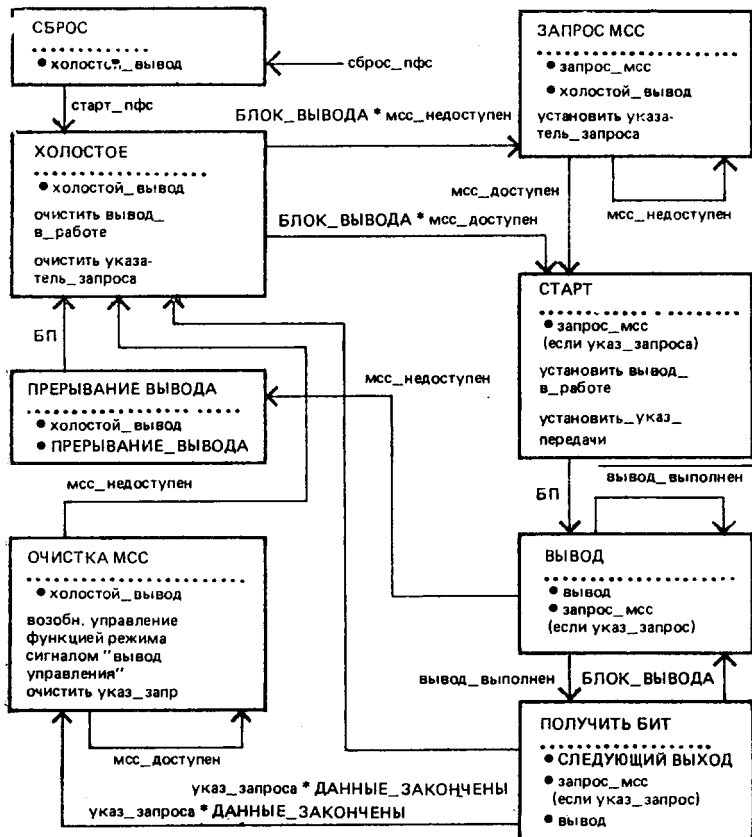 СБРОС
● холостой_вывод
сброс_пфс
старт_пфс
ЗАПРОС МСС
● запрос_мсс
● холостой_вывод
установить указа-
тель_запроса
БЛОК_ВЫВОДА * мсс_недоступен
ХОЛОСТОЕ
● холостой_вывод
очистить вывод_
в_работе
очистить указа-
тель_запроса
мсс_доступен
мсс_недоступен
БЛОК_ВЫВОДА * мсс_доступен
СТАРТ
● запрос_мсс
(если указ_запроса)
установить вывод_
в_работе
установить_указ_
передачи
БП
ПРЕРЫВАНИЕ ВЫВОДА
● холостой_вывод
● ПРЕРЫВАНИЕ_ВЫВОДА
мсс_недоступен
мсс_недоступен
БП
вывод_выполнен
ОЧИСТКА МСС
● холостой_вывод
возобн. управление
функцией режима
сигналом "вывод
управления"
очистить указ_запр
ВЫВОД
● вывод
● запрос_мсс
(если указ_запрос)
вывод_выполнен
БЛОК_ВЫВОДА
мсс_доступен
ПОЛУЧИТЬ БИТ
● СЛЕДУЮЩИЙ ВЫХОД
● запрос_мсс
(если указ_запрос)
● вывод
указ_запроса * ДАННЫЕ_ЗАКОНЧЕНЫ
указ_запроса * ДАННЫЕ_ЗАКОНЧЕНЫ